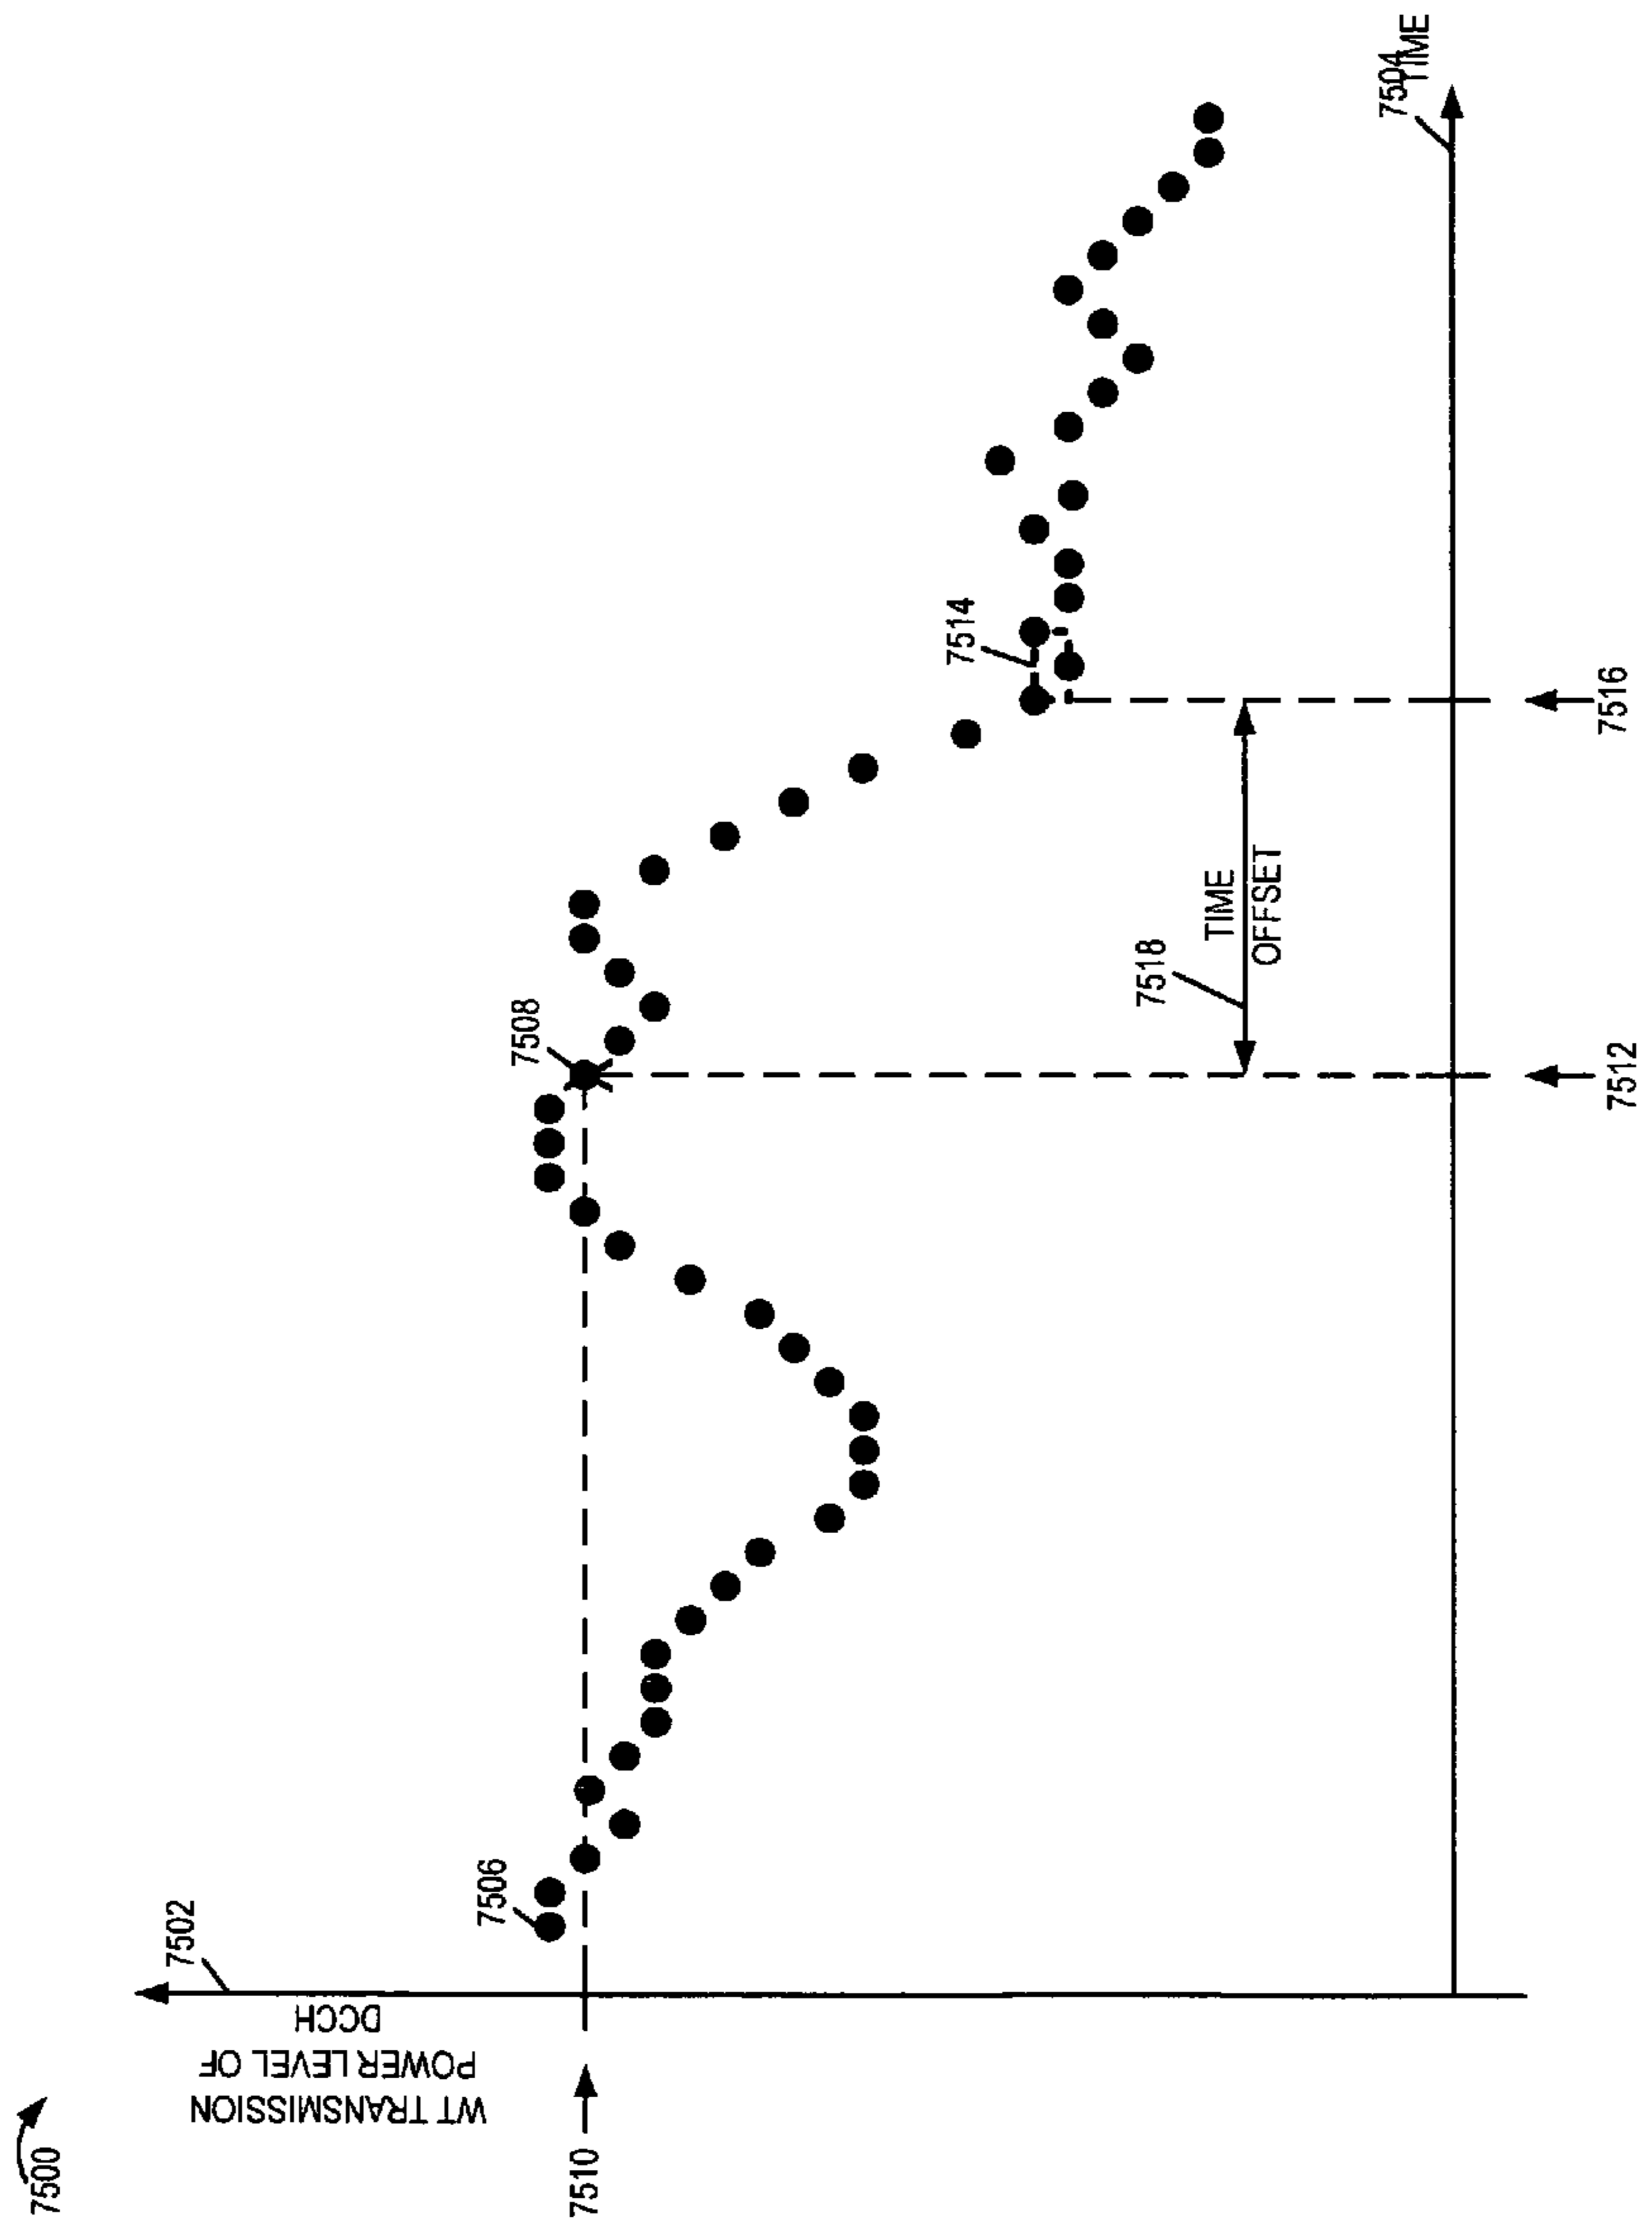 7500
WT TRANSMISSION
POWER LEVEL OF
DCCH
7502
7506
7510
7508
7514
7518
TIME
OFFSET
7504
TIME
7512
7516